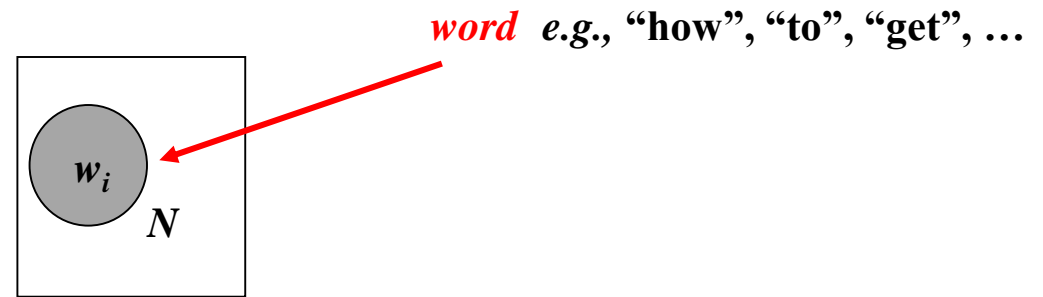 word e.g., “how”, “to”, “get”, …
wᵢ
N